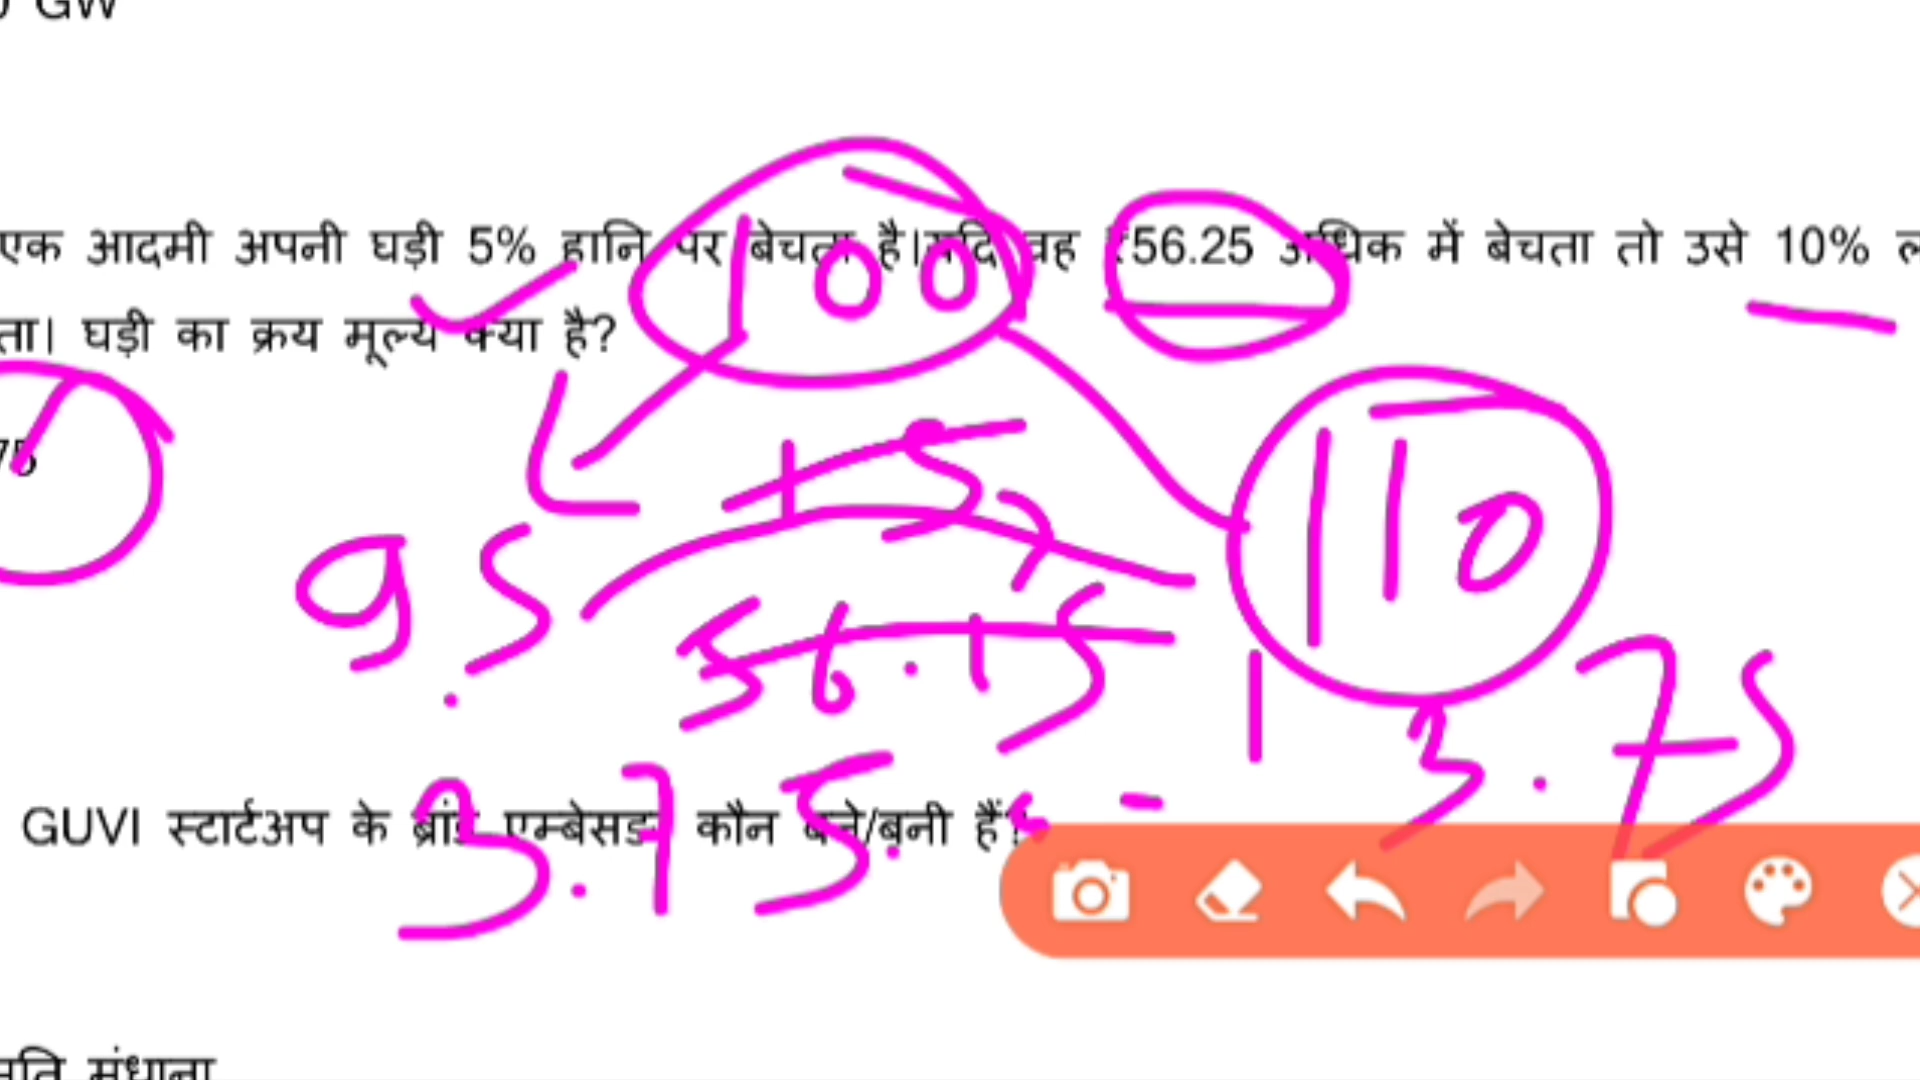 GW
एक आदमी अपनी घड़ी 5% हानि पर बेचता है।यदि वह ₹56.25 अधिक में बेचता तो उसे 10% ल
ता। घड़ी का क्रय मूल्य क्या है?
100
75
+15
110
95
56.15
3.75
GUVI स्टार्टअप के ब्रांड एम्बेसडर कौन बने/बनी हैं?
3.75
मंधाना